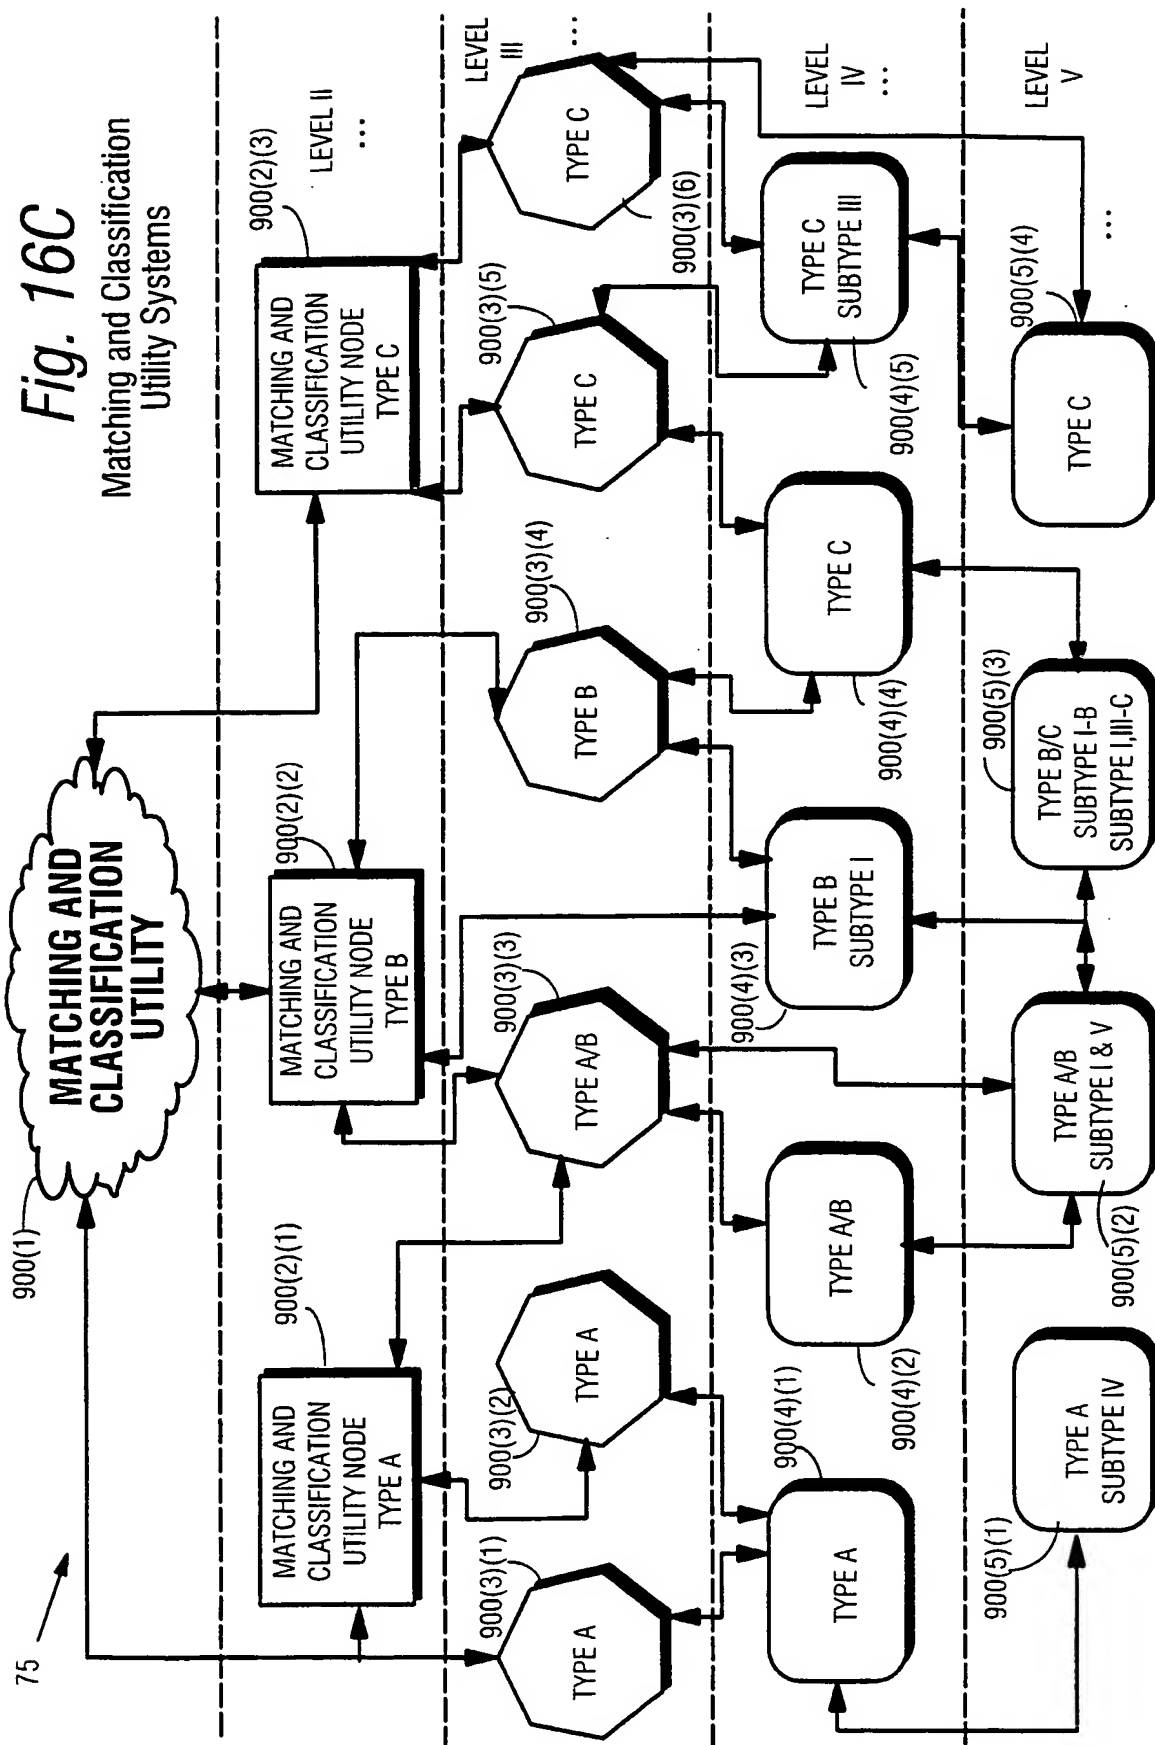 Fig. 16C
Matching and Classification
Utility Systems
75
900(1)
MATCHING AND
CLASSIFICATION
UTILITY
900(2)(1)
MATCHING AND
CLASSIFICATION
UTILITY NODE
TYPE A
900(2)(2)
MATCHING AND
CLASSIFICATION
UTILITY NODE
TYPE B
900(2)(3)
MATCHING AND
CLASSIFICATION
UTILITY NODE
TYPE C
LEVEL II
...
900(3)(1)
TYPE A
900(3)(2)
TYPE A
900(3)(3)
TYPE A/B
900(3)(4)
TYPE B
900(3)(5)
TYPE C
900(3)(6)
TYPE C
LEVEL
III
...
900(4)(1)
TYPE A
900(4)(2)
TYPE A/B
900(4)(3)
TYPE B
SUBTYPE I
900(4)(4)
TYPE C
900(4)(5)
TYPE C
SUBTYPE III
LEVEL
IV
...
900(5)(1)
TYPE A
SUBTYPE IV
900(5)(2)
TYPE A/B
SUBTYPE I & V
900(5)(3)
TYPE B/C
SUBTYPE I-B
SUBTYPE I,III-C
900(5)(4)
TYPE C
LEVEL
V
...